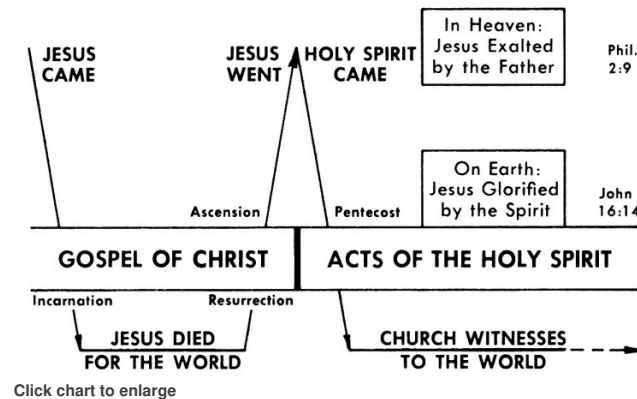 JESUS
CAME
JESUS
WENT
HOLY SPIRIT
CAME
In Heaven:
Jesus Exalted
by the Father
Phil.
2:9
On Earth:
Jesus Glorified
by the Spirit
John
16:14
Ascension
Pentecost
GOSPEL OF CHRIST
ACTS OF THE HOLY SPIRIT
Incarnation
Resurrection
JESUS DIED
FOR THE WORLD
CHURCH WITNESSES
TO THE WORLD
Click chart to enlarge